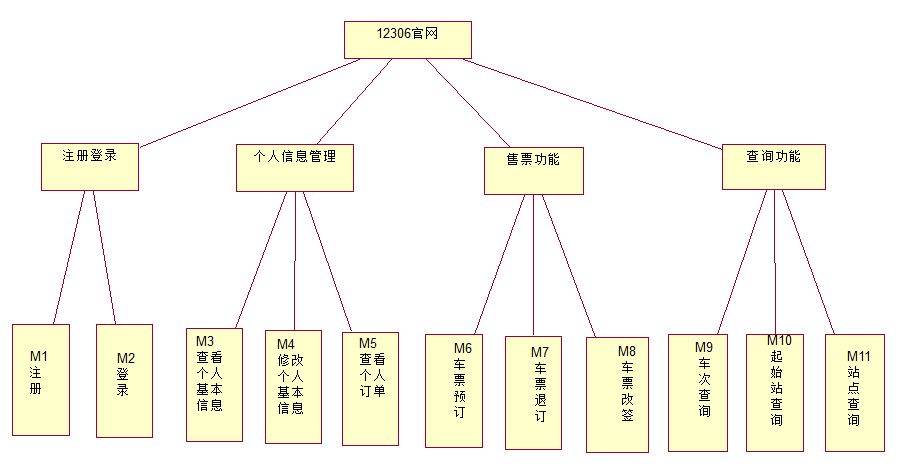 12306官网
注册登录
个人信息管理
售票功能
查询功能
M1
注
册
M2
登
录
M3
查看
个人
基本
信息
M4
修改
个人
基本
信息
M5
查看
个人
订单
M6
车
票
预
订
M7
车
票
退
订
M8
车
票
改
签
M9
车
次
查
询
M10
起
始
站
查
询
M11
站
点
查
询